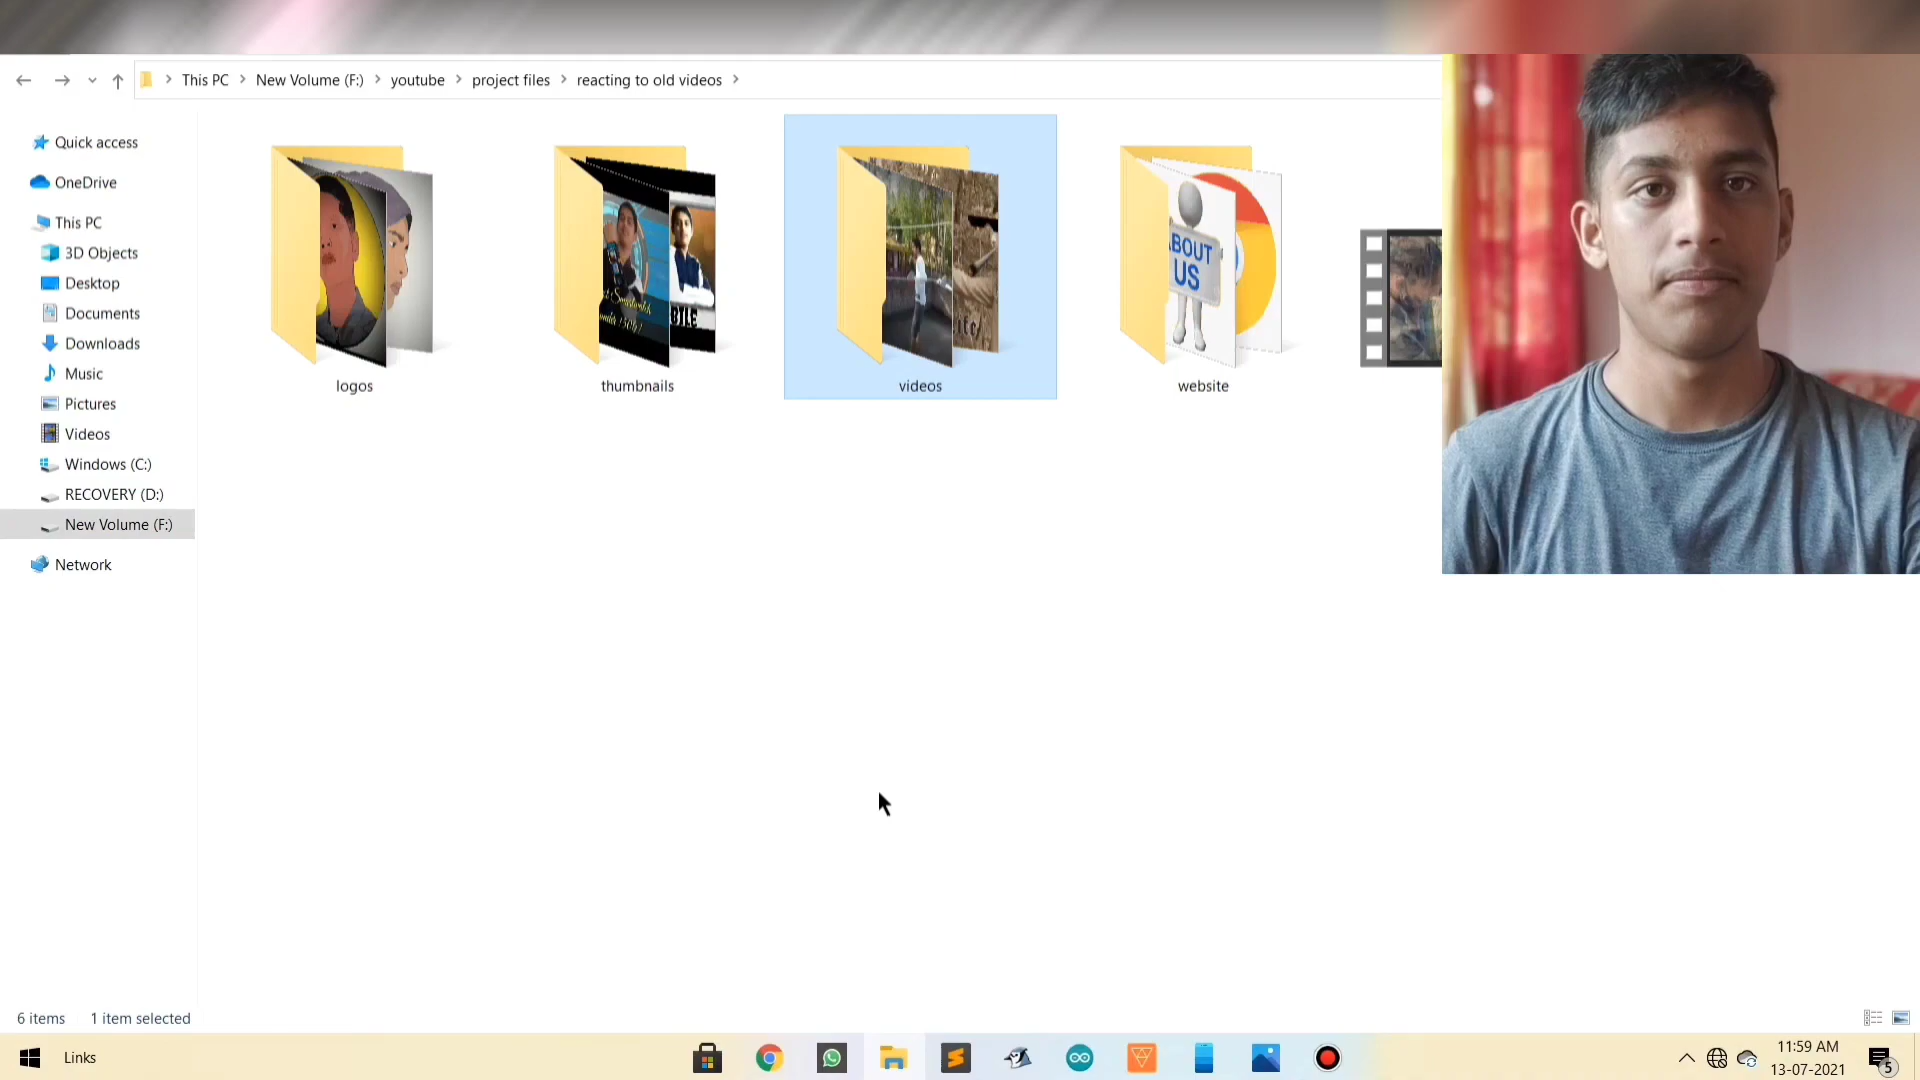 This PC > New Volume (F:) > youtube > project files > reacting to old videos >
Quick access
OneDrive
This PC
3D Objects
Desktop
Documents
Downloads
Music
Pictures
Videos
Windows (C:)
RECOVERY (D:)
New Volume (F:)
Network
ABOUT
US
logos
thumbnails
videos
website
6 items 1 item selected
Links
11:59 AM
13-07-2021
5